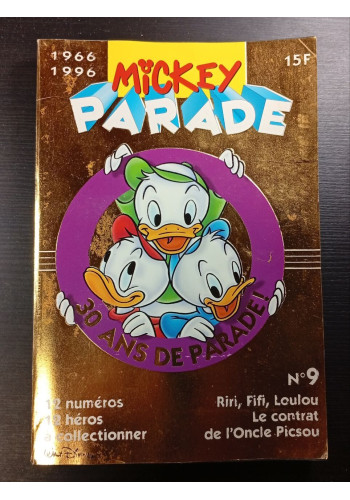 1966
1996
15F
MickEY
PARADE
30 ANS DE PARADE!
N°9
12 numéros
12 héros
à collectionner
Riri, Fifi, Loulou
Le contrat
de l'Oncle Picsou